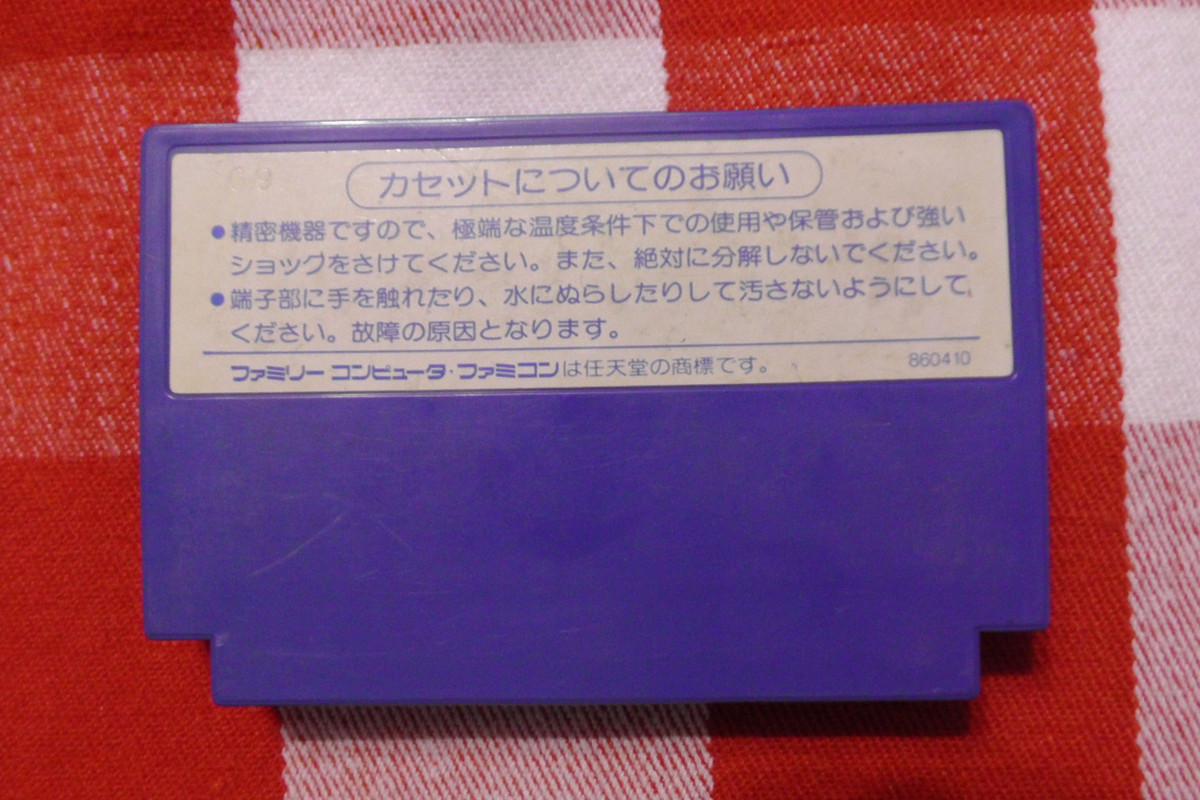 カセットについてのお願い
●精密機器ですので、極端な温度条件下での使用や保管および強い
ショックをさけてください。また、絶対に分解しないでください。
●端子部に手を触れたり、水にぬらしたりして汚さないようにして
ください。故障の原因となります。
ファミリーコンピュータ・ファミコンは任天堂の商標です。 860410